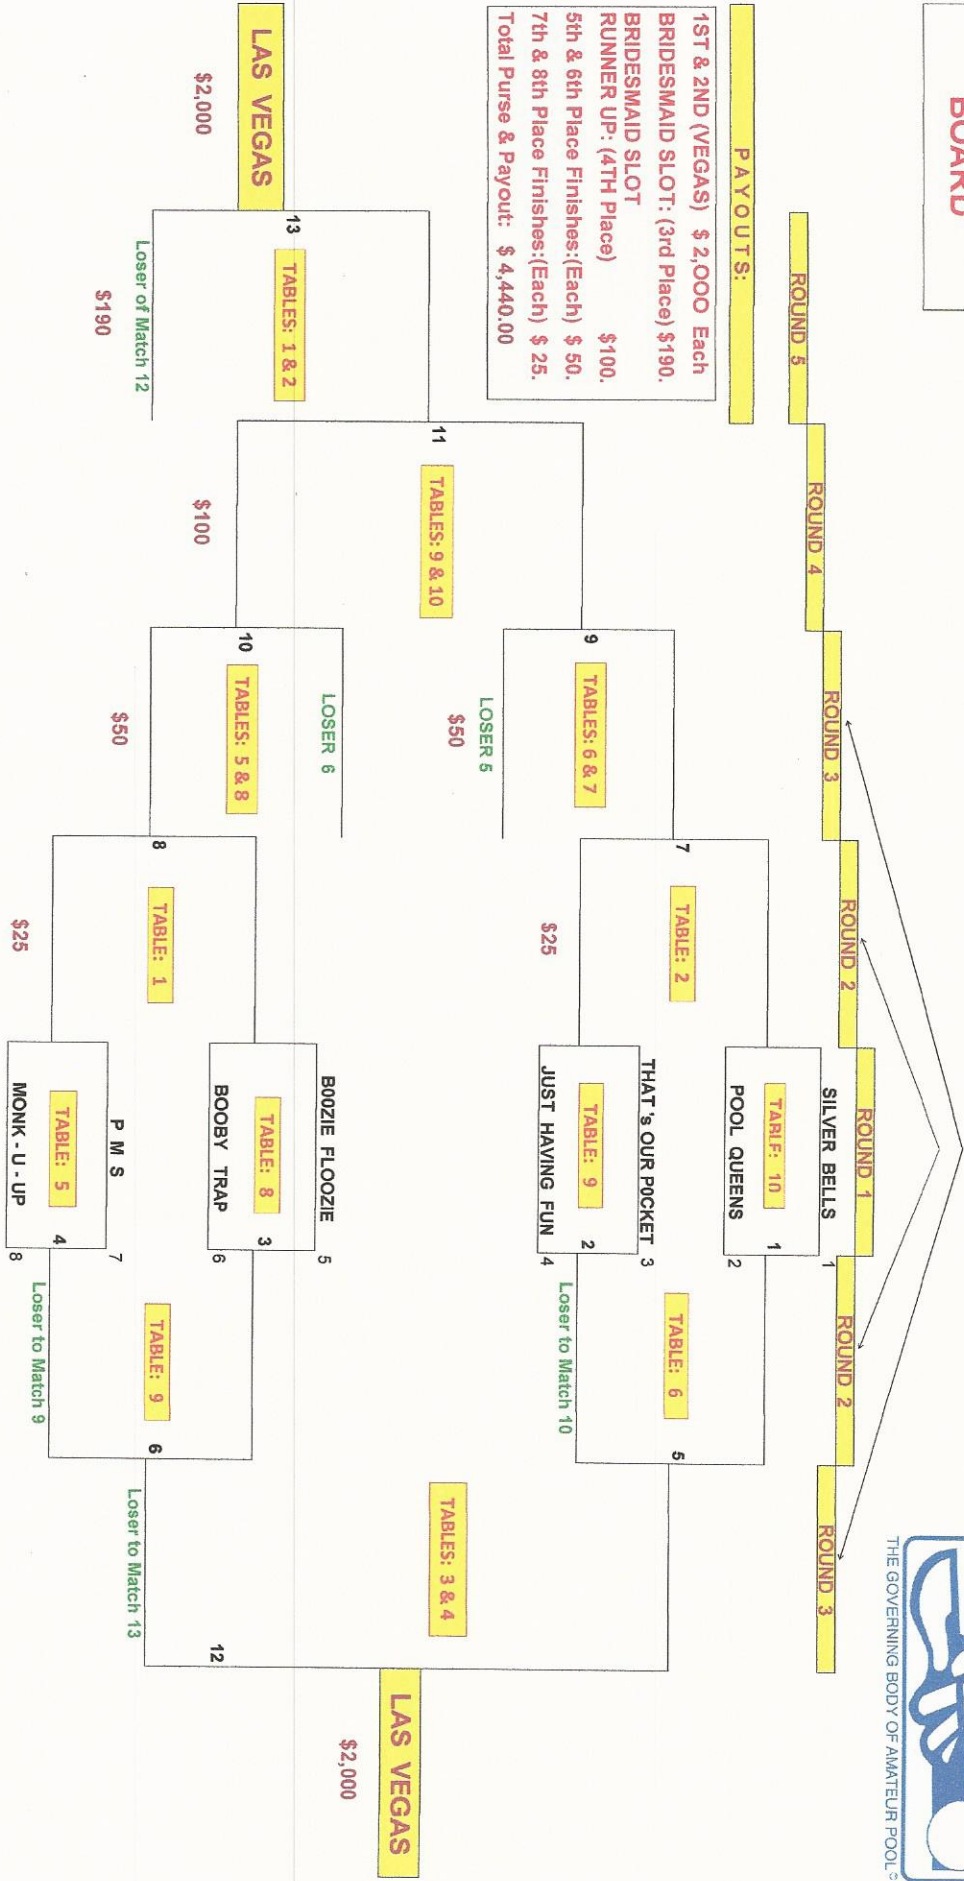 BOARD
THE GOVERNING BODY OF AMATEUR POOL®
ROUND 5
ROUND 4
ROUND 3
ROUND 2
ROUND 1
ROUND 2
ROUND 3
PAYOUTS:
1ST & 2ND (VEGAS) $ 2,000 Each
BRIDESMAID SLOT: (3rd Place) $190.
BRIDESMAID SLOT
RUNNER UP: (4TH Place) $100.
5th & 6th Place Finishes:(Each) $ 50.
7th & 8th Place Finishes:(Each) $ 25.
Total Purse & Payout: $ 4,440.00
SILVER BELLS 1
TABLE: 10 1
POOL QUEENS 2
THAT's OUR POCKET 3
TABLE: 9 2
JUST HAVING FUN 4
BOOZIE FLOOZIE 5
TABLE: 8 3
BOOBY TRAP 6
P M S 7
TABLE: 5 4
MONK - U - UP 8
7 TABLE: 2
$25
8 TABLE: 1
$25
9 TABLES: 6 & 7
LOSER 5
$50
LOSER 6
10 TABLES: 5 & 8
$50
11 TABLES: 9 & 10
$100
13 TABLES: 1 & 2
LAS VEGAS
$2,000
Loser of Match 12
$190
TABLE: 6 5
Loser to Match 10
TABLE: 9 6
Loser to Match 9
TABLES: 3 & 4
12
Loser to Match 13
LAS VEGAS
$2,000